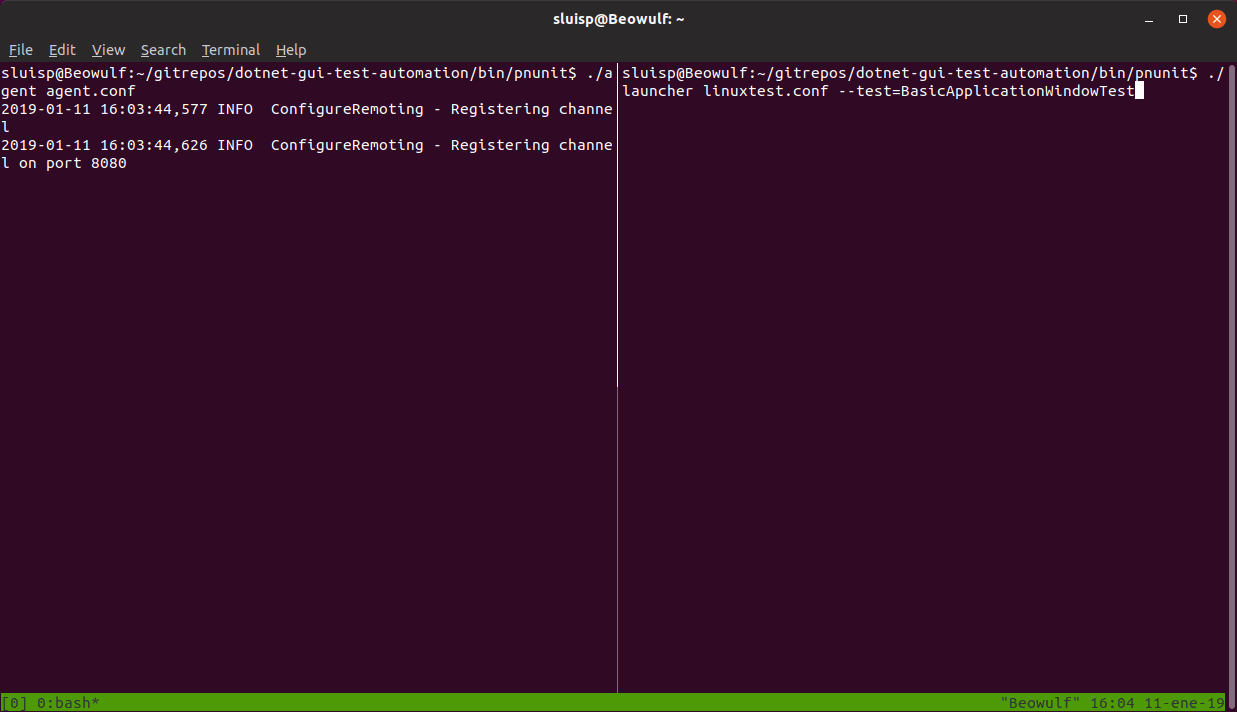 sluisp@Beowulf: ~
File Edit View Search Terminal Help
sluisp@Beowulf:~/gitrepos/dotnet-gui-test-automation/bin/pnunit$ ./a
gent agent.conf
2019-01-11 16:03:44,577 INFO  ConfigureRemoting - Registering channe
l
2019-01-11 16:03:44,626 INFO  ConfigureRemoting - Registering channe
l on port 8080
sluisp@Beowulf:~/gitrepos/dotnet-gui-test-automation/bin/pnunit$ ./
launcher linuxtest.conf --test=BasicApplicationWindowTest
[0] 0:bash*
"Beowulf" 16:04 11-ene-19